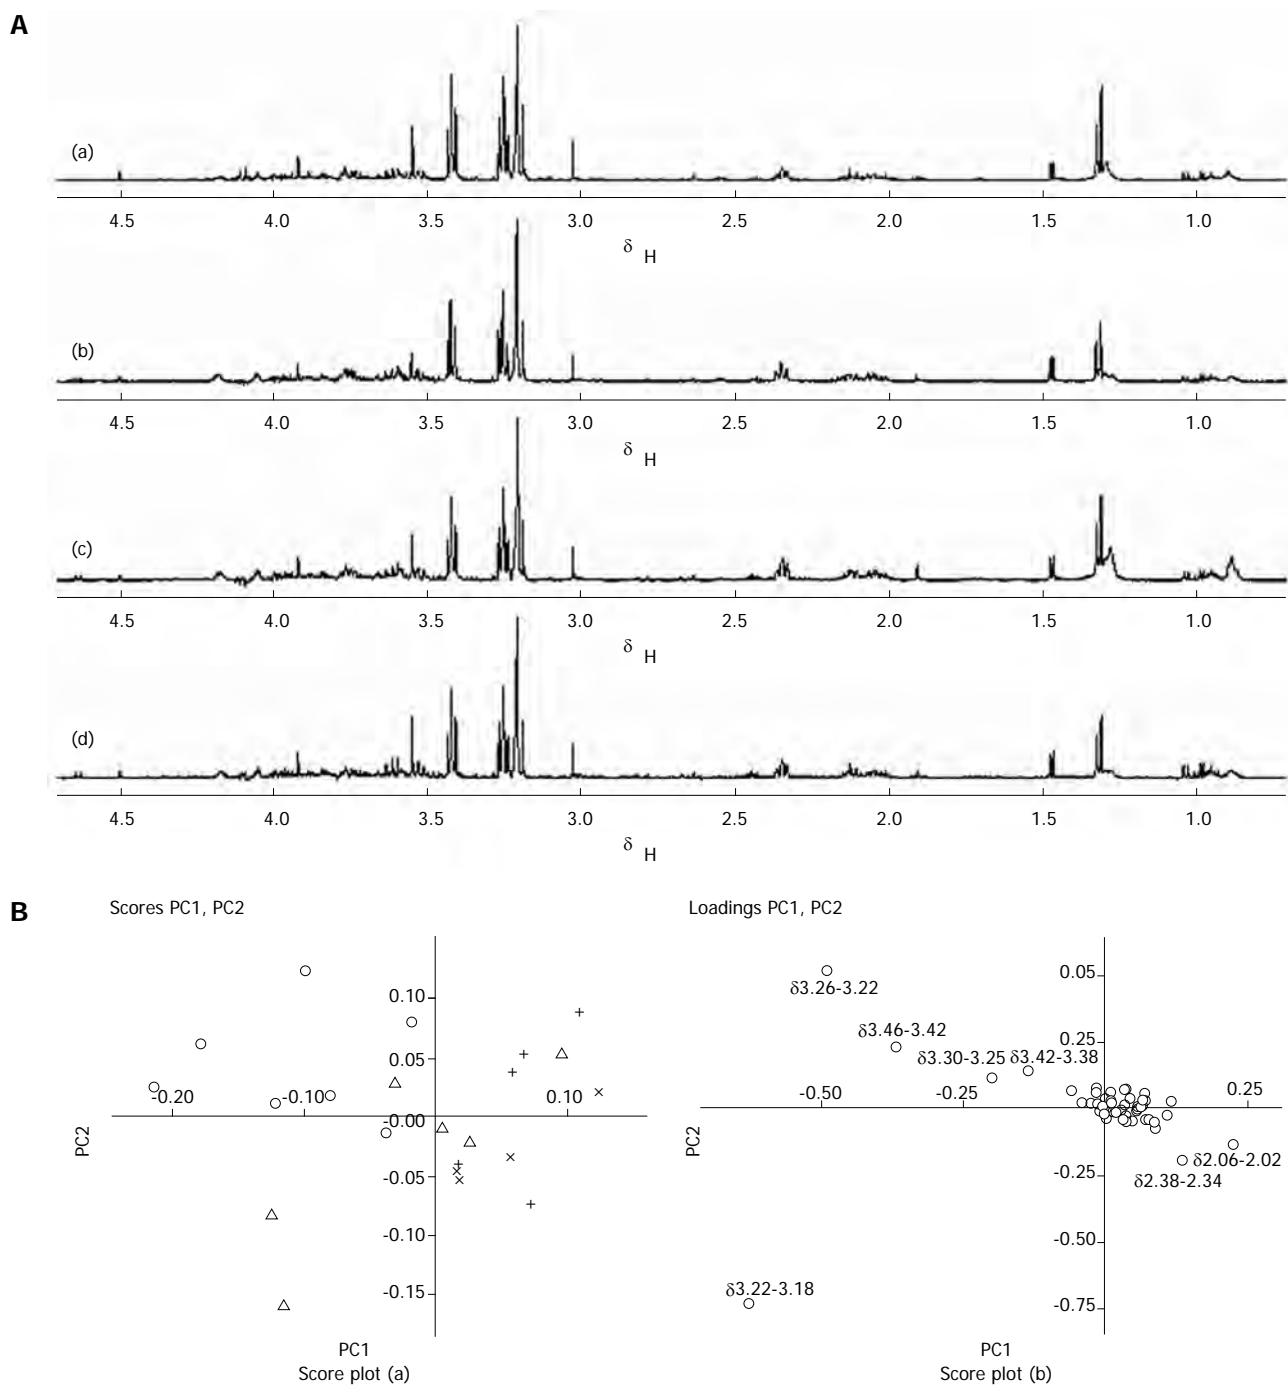 A
(a)
4.5 4.0 3.5 3.0 2.5 2.0 1.5 1.0
δ H
(b)
4.5 4.0 3.5 3.0 2.5 2.0 1.5 1.0
δ H
(c)
4.5 4.0 3.5 3.0 2.5 2.0 1.5 1.0
δ H
(d)
4.5 4.0 3.5 3.0 2.5 2.0 1.5 1.0
δ H
B
Scores PC1, PC2
0.10
0.05
-0.20 -0.10 0.10
-0.00
-0.05
-0.10
-0.15
PC2
PC1
Score plot (a)
Loadings PC1, PC2
0.05
δ3.26-3.22
δ3.46-3.42
0.25
δ3.30-3.25 δ3.42-3.38
-0.50 -0.25 0.25
δ2.06-2.02
-0.25
δ2.38-2.34
-0.50
δ3.22-3.18
-0.75
PC2
PC1
Score plot (b)